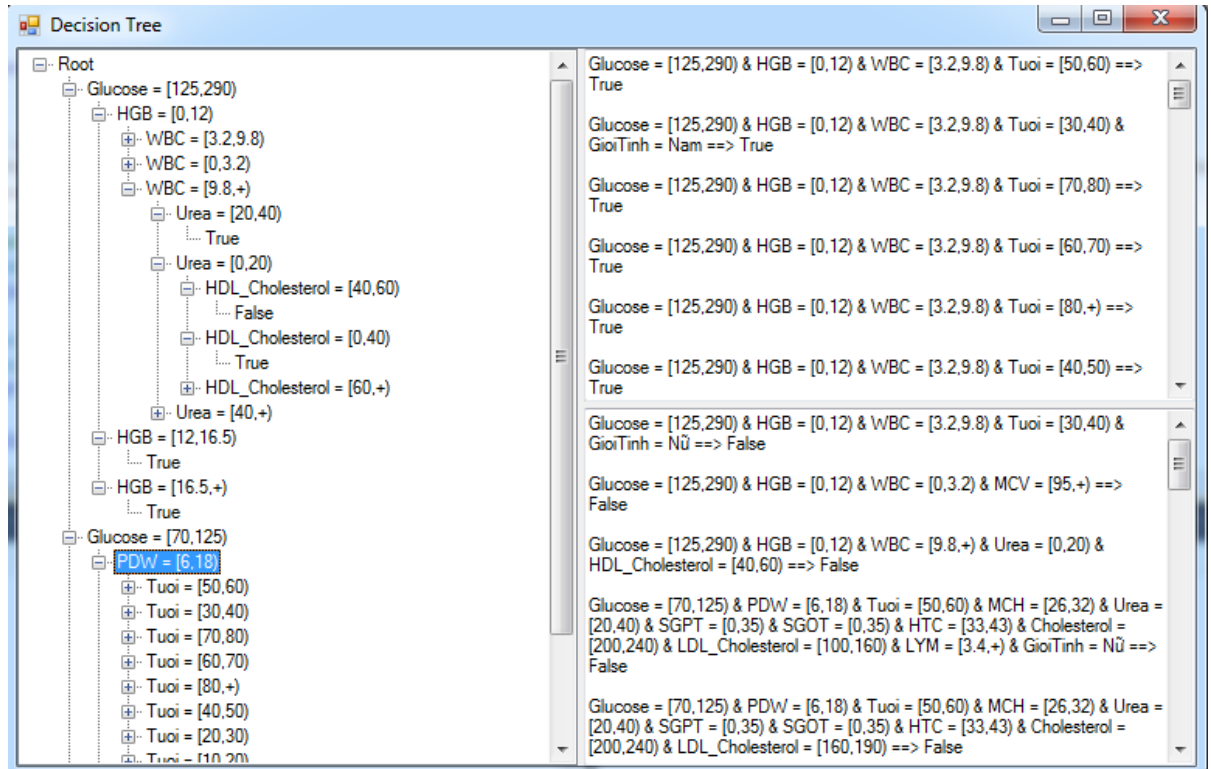 Decision Tree
Root
Glucose = [125,290)
HGB = [0,12)
WBC = [3.2,9.8)
WBC = [0,3.2)
WBC = [9.8,+)
Urea = [20,40)
True
Urea = [0,20)
HDL_Cholesterol = [40,60)
False
HDL_Cholesterol = [0,40)
True
HDL_Cholesterol = [60,+)
Urea = [40,+)
HGB = [12,16.5)
True
HGB = [16.5,+)
True
Glucose = [70,125)
PDW = [6,18)
Tuoi = [50,60)
Tuoi = [30,40)
Tuoi = [70,80)
Tuoi = [60,70)
Tuoi = [80,+)
Tuoi = [40,50)
Tuoi = [20,30)
Tuoi = [10,20)
Glucose = [125,290) & HGB = [0,12) & WBC = [3.2,9.8) & Tuoi = [50,60) ==>
True
Glucose = [125,290) & HGB = [0,12) & WBC = [3.2,9.8) & Tuoi = [30,40) &
GioiTinh = Nam ==> True
Glucose = [125,290) & HGB = [0,12) & WBC = [3.2,9.8) & Tuoi = [70,80) ==>
True
Glucose = [125,290) & HGB = [0,12) & WBC = [3.2,9.8) & Tuoi = [60,70) ==>
True
Glucose = [125,290) & HGB = [0,12) & WBC = [3.2,9.8) & Tuoi = [80,+) ==>
True
Glucose = [125,290) & HGB = [0,12) & WBC = [3.2,9.8) & Tuoi = [40,50) ==>
True
Glucose = [125,290) & HGB = [0,12) & WBC = [3.2,9.8) & Tuoi = [30,40) &
GioiTinh = Nữ ==> False
Glucose = [125,290) & HGB = [0,12) & WBC = [0,3.2) & MCV = [95,+) ==>
False
Glucose = [125,290) & HGB = [0,12) & WBC = [9.8,+) & Urea = [0,20) &
HDL_Cholesterol = [40,60) ==> False
Glucose = [70,125) & PDW = [6,18) & Tuoi = [50,60) & MCH = [26,32) & Urea =
[20,40) & SGPT = [0,35) & SGOT = [0,35) & HTC = [33,43) & Cholesterol =
[200,240) & LDL_Cholesterol = [100,160) & LYM = [3.4,+) & GioiTinh = Nữ ==>
False
Glucose = [70,125) & PDW = [6,18) & Tuoi = [50,60) & MCH = [26,32) & Urea =
[20,40) & SGPT = [0,35) & SGOT = [0,35) & HTC = [33,43) & Cholesterol =
[200,240) & LDL_Cholesterol = [160,190) ==> False